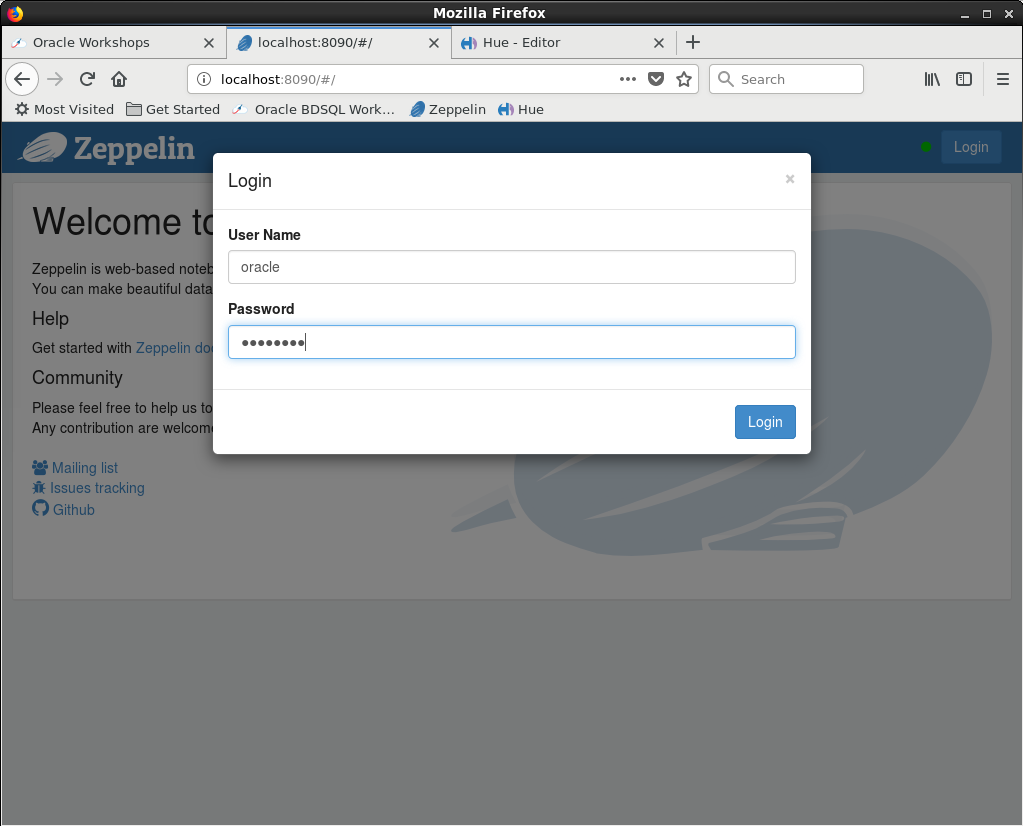 Mozilla Firefox
Oracle Workshops
localhost:8090/#/
Hue - Editor
localhost:8090/#/
Search
Most Visited
Getting Started
Oracle BDSQL Work…
Zeppelin
Hue
Zeppelin
Login
Login
×
User Name
oracle
Password
••••••••
Login
Welcome to
Zeppelin is web-based noteb
You can make beautiful data
Help
Get started with Zeppelin do
Community
Please feel free to help us to
Any contribution are welcome
Mailing list
Issues tracking
Github